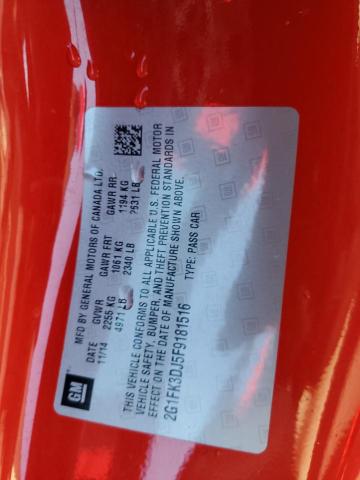 GM
MFD BY GENERAL MOTORS OF CANADA LTD.
DATE GVWR GAWR FRT GAWR RR
11/14 2255 KG 1061 KG 1194 KG
4971 LB 2340 LB 2631 LB
THIS VEHICLE CONFORMS TO ALL APPLICABLE U.S. FEDERAL MOTOR
VEHICLE SAFETY, BUMPER, AND THEFT PREVENTION STANDARDS IN
EFFECT ON THE DATE OF MANUFACTURE SHOWN ABOVE.
2G1FK3DJ5F9181516 TYPE: PASS CAR